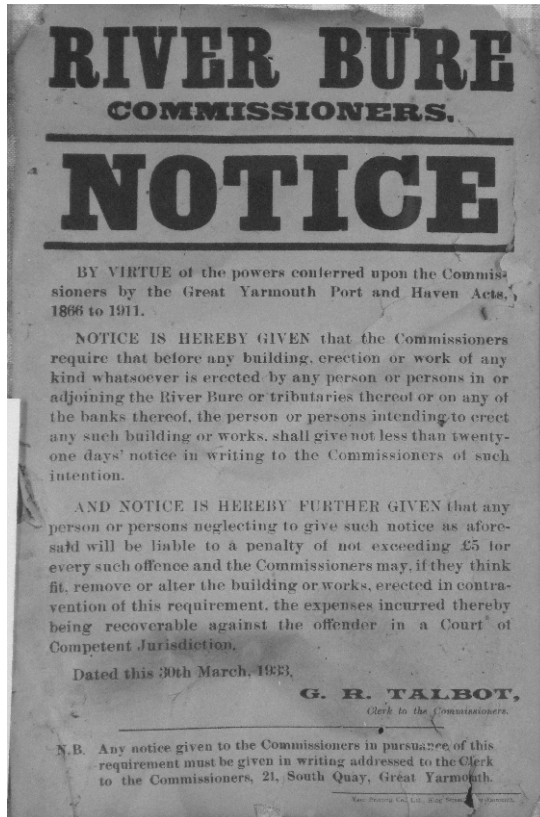 RIVER BURE
COMMISSIONERS.
NOTICE
BY VIRTUE of the powers conferred upon the Commis-
sioners by the Great Yarmouth Port and Haven Acts,
1866 to 1911.
NOTICE IS HEREBY GIVEN that the Commissioners
require that before any building, erection or work of any
kind whatsoever is erected by any person or persons in or
adjoining the River Bure or tributaries thereof or on any of
the banks thereof, the person or persons intending to erect
any such building or works, shall give not less than twenty-
one days' notice in writing to the Commissioners of such
intention.
AND NOTICE IS HEREBY FURTHER GIVEN that any
person or persons neglecting to give such notice as afore-
said will be liable to a penalty of not exceeding £5 for
every such offence and the Commissioners may, if they think
fit, remove or alter the building or works, erected in contra-
vention of this requirement, the expenses incurred thereby
being recoverable against the offender in a Court of
Competent Jurisdiction.
Dated this 30th March, 1933.
G. R. TALBOT,
Clerk to the Commissioners.
N.B. Any notice given to the Commissioners in pursuance of this
requirement must be given in writing addressed to the Clerk
to the Commissioners, 21, South Quay, Great Yarmouth.
Printing Co., Ltd., King Street, Yarmouth.